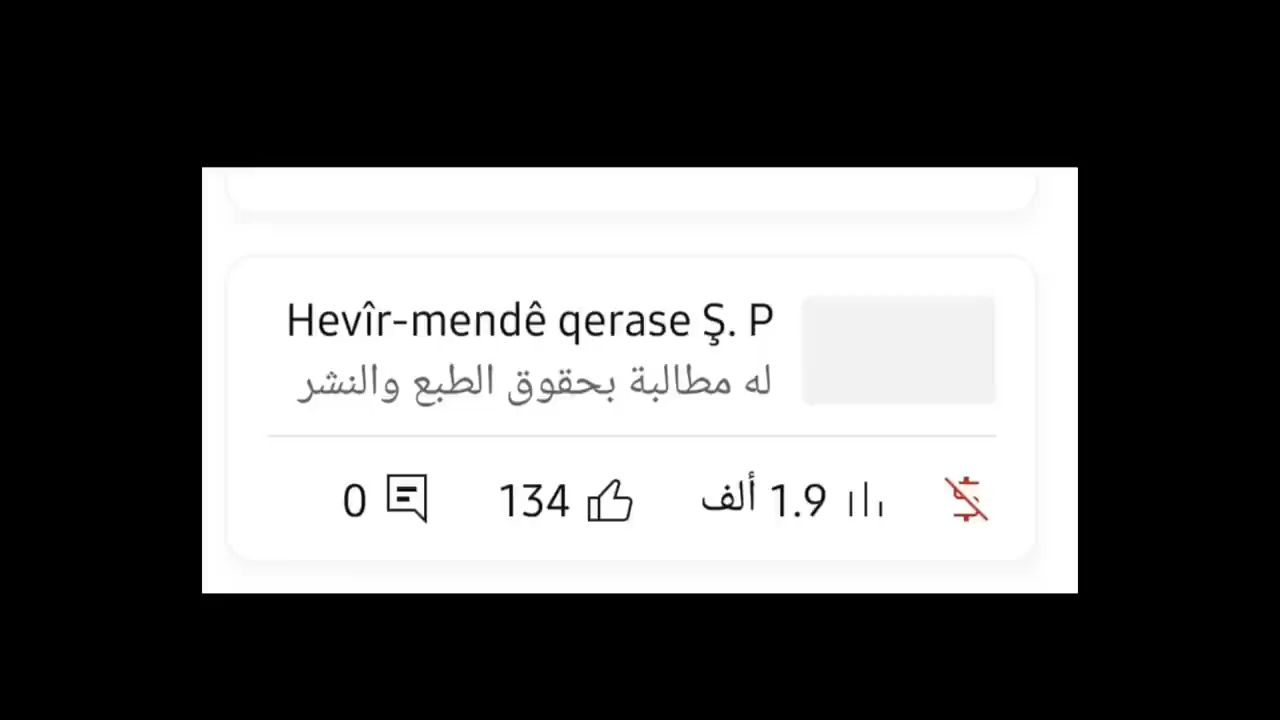 Hevîr-mendê qerase Ş. P
له مطالبة بحقوق الطبع والنشر
1.9 ألف 134 0